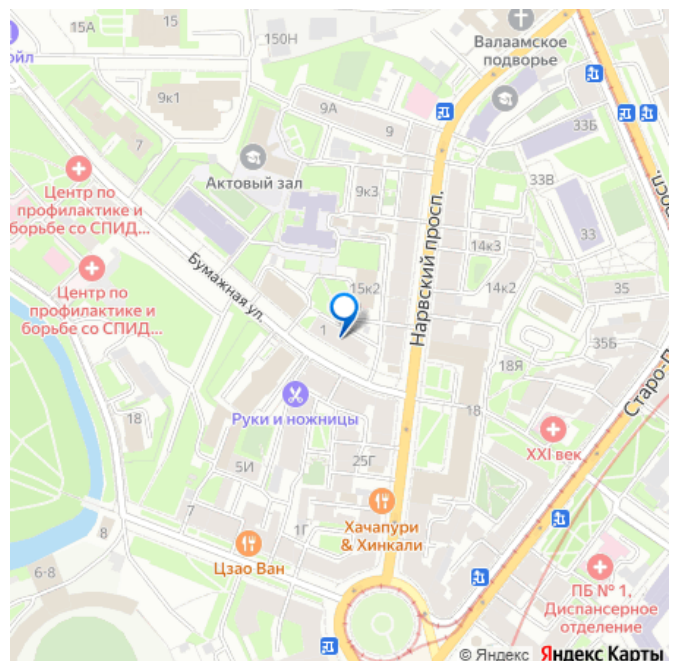 15А
15
150Н
Валаамское
подворье
ойл
9к1
9А
9
33Б
7
Актовый зал
Центр по
профилактике и
борьбе со СПИД...
9к3
33В
росп.
33
Нарвский просп.
14к3
Бумажная ул.
Центр по
профилактике и
борьбе со СПИД...
15к2
14к2
35
1
35Б
18Я
Старо-П
Руки и ножницы
18
18
XXI век
25Г
5И
7
Хачапури
& Хинкали
1Г
8
Цзао Ван
6-8
ПБ № 1,
Диспансерное
отделение
© Яндекс Яндекс Карты